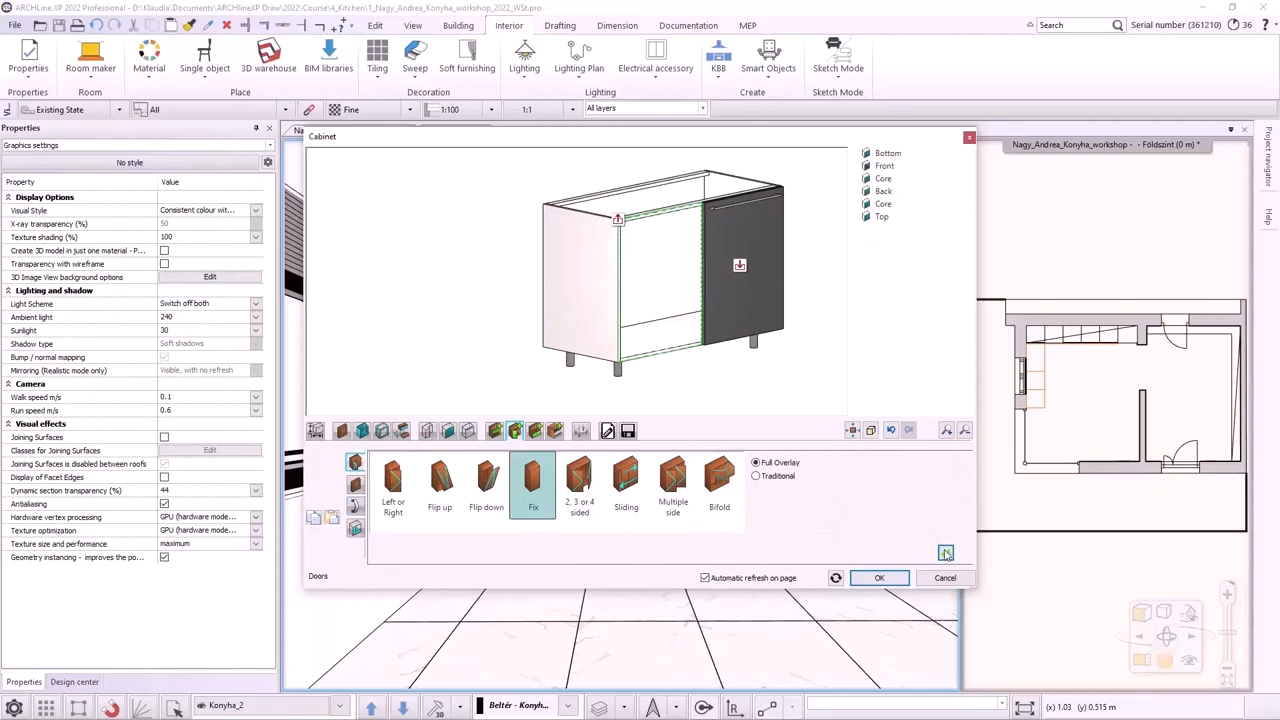 ARCHLine.XP 2022 Professional - D:\Klaudia\Documents\ARCHlineXP Draw\2022\Course\4_Kitchen\1_Nagy_Andrea_Konyha_workshop_2022_WSt.pro
File
Edit
View
Building
Interior
Drafting
Dimension
Documentation
MEP
Search
Serial number (361210)
36
Properties
Room maker
Material
Single object
3D warehouse
BIM libraries
Tiling
Sweep
Soft furnishing
Lighting
Lighting Plan
Electrical accessory
KBB
Smart Objects
Sketch Mode
Properties
Room
Place
Decoration
Lighting
Create
Sketch Mode
Existing State
All
Fine
1:100
1:1
All layers
Properties
Graphics settings
No style
Property
Value
Display Options
Visual Style
Consistent colour wit...
X-ray transparency (%)
50
Texture shading (%)
100
Create 3D model in just one material - P...
Transparency with wireframe
3D Image View background options
Edit
Lighting and shadow
Light Scheme
Switch off both
Ambient light
240
Sunlight
30
Shadow type
Soft shadows
Bump / normal mapping
Mirroring (Realistic mode only)
Visible, with no refresh
Camera
Walk speed m/s
0.1
Run speed m/s
0.6
Visual effects
Joining Surfaces
Classes for Joining Surfaces
Edit
Joining Surfaces is disabled between roofs
Display of Facet Edges
Dynamic section transparency (%)
44
Antialiasing
Hardware vertex processing
GPU (hardware mode...
Texture optimization
GPU (hardware mode...
Texture size and performance
maximum
Geometry instancing - improves the po...
Properties
Design center
Na
Cabinet
Bottom
Front
Core
Back
Core
Top
Left or Right
Flip up
Flip down
Fix
2, 3 or 4 sided
Sliding
Multiple side
Bifold
Full Overlay
Traditional
Doors
Automatic refresh on page
OK
Cancel
Nagy_Andrea_Konyha_workshop - - Földszint (0 m) *
Project navigator
Help
Konyha_2
Beltér - Konyh...
x) 1.03
y) 0.515 m